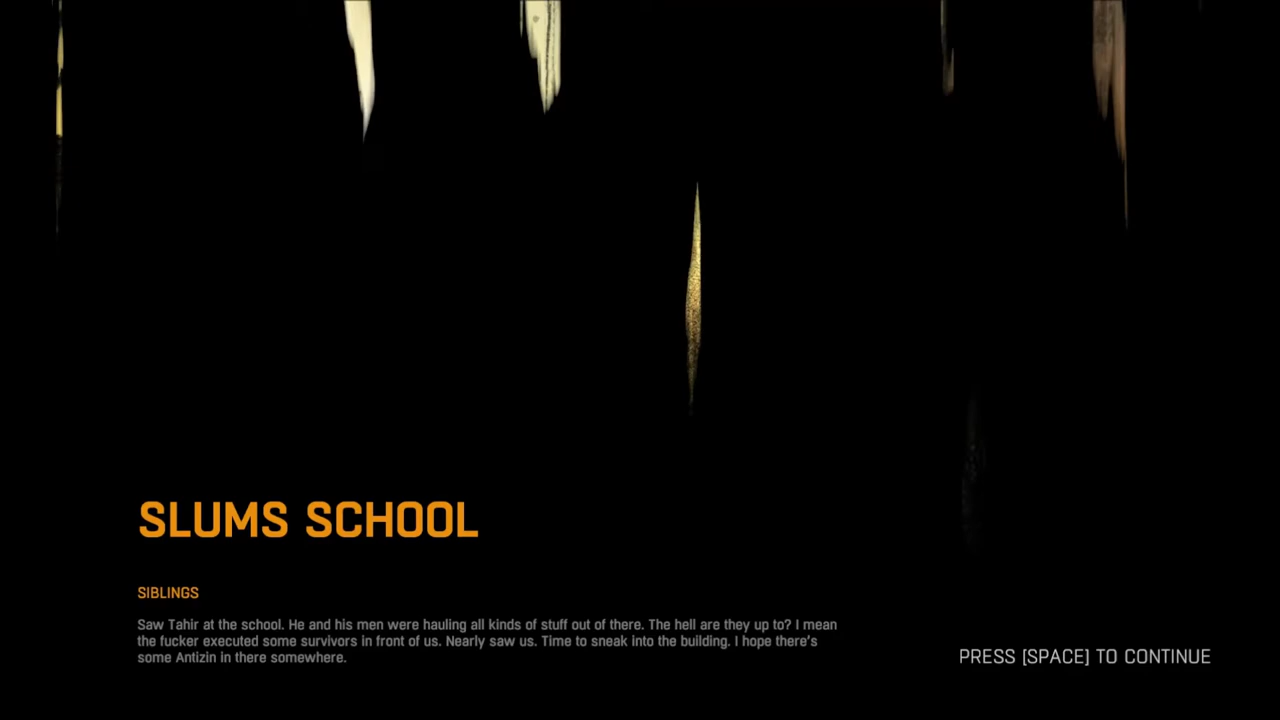 SLUMS SCHOOL
SIBLINGS
Saw Tahir at the school. He and his men were hauling all kinds of stuff out of there. The hell are they up to? I mean
the fucker executed some survivors in front of us. Nearly saw us. Time to sneak into the building. I hope there's
some Antizin in there somewhere.
PRESS [SPACE] TO CONTINUE